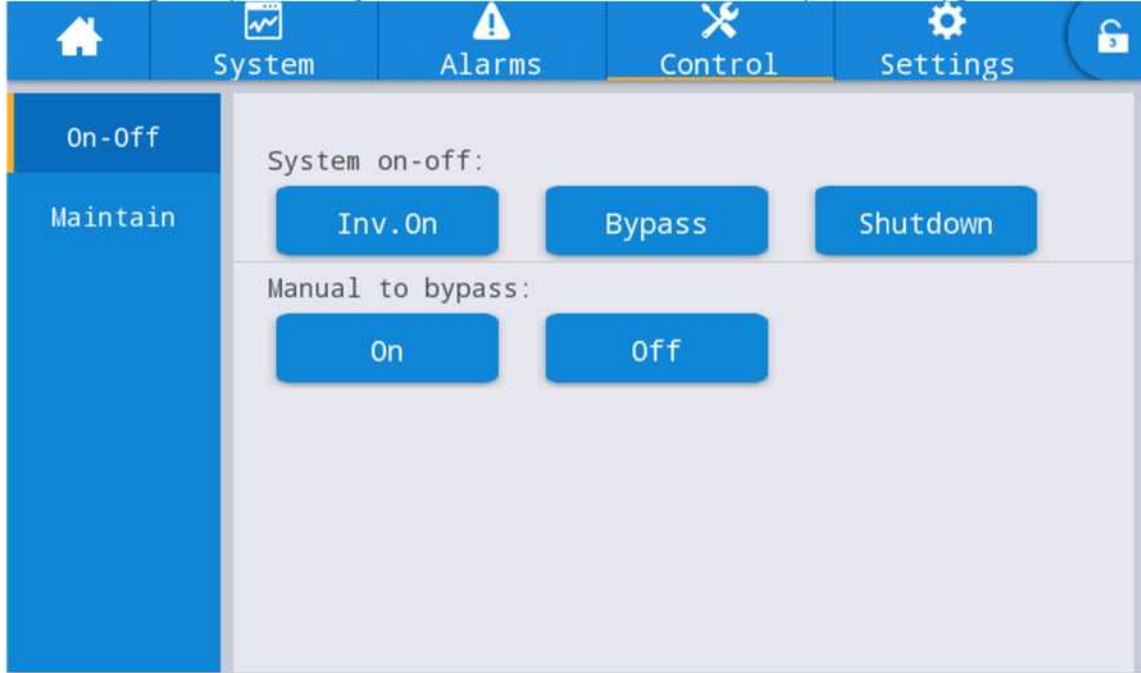 System
Alarms
Control
Settings
3
On-Off
Maintain
System on-off:
Inv.On
Bypass
Shutdown
Manual to bypass:
On
Off